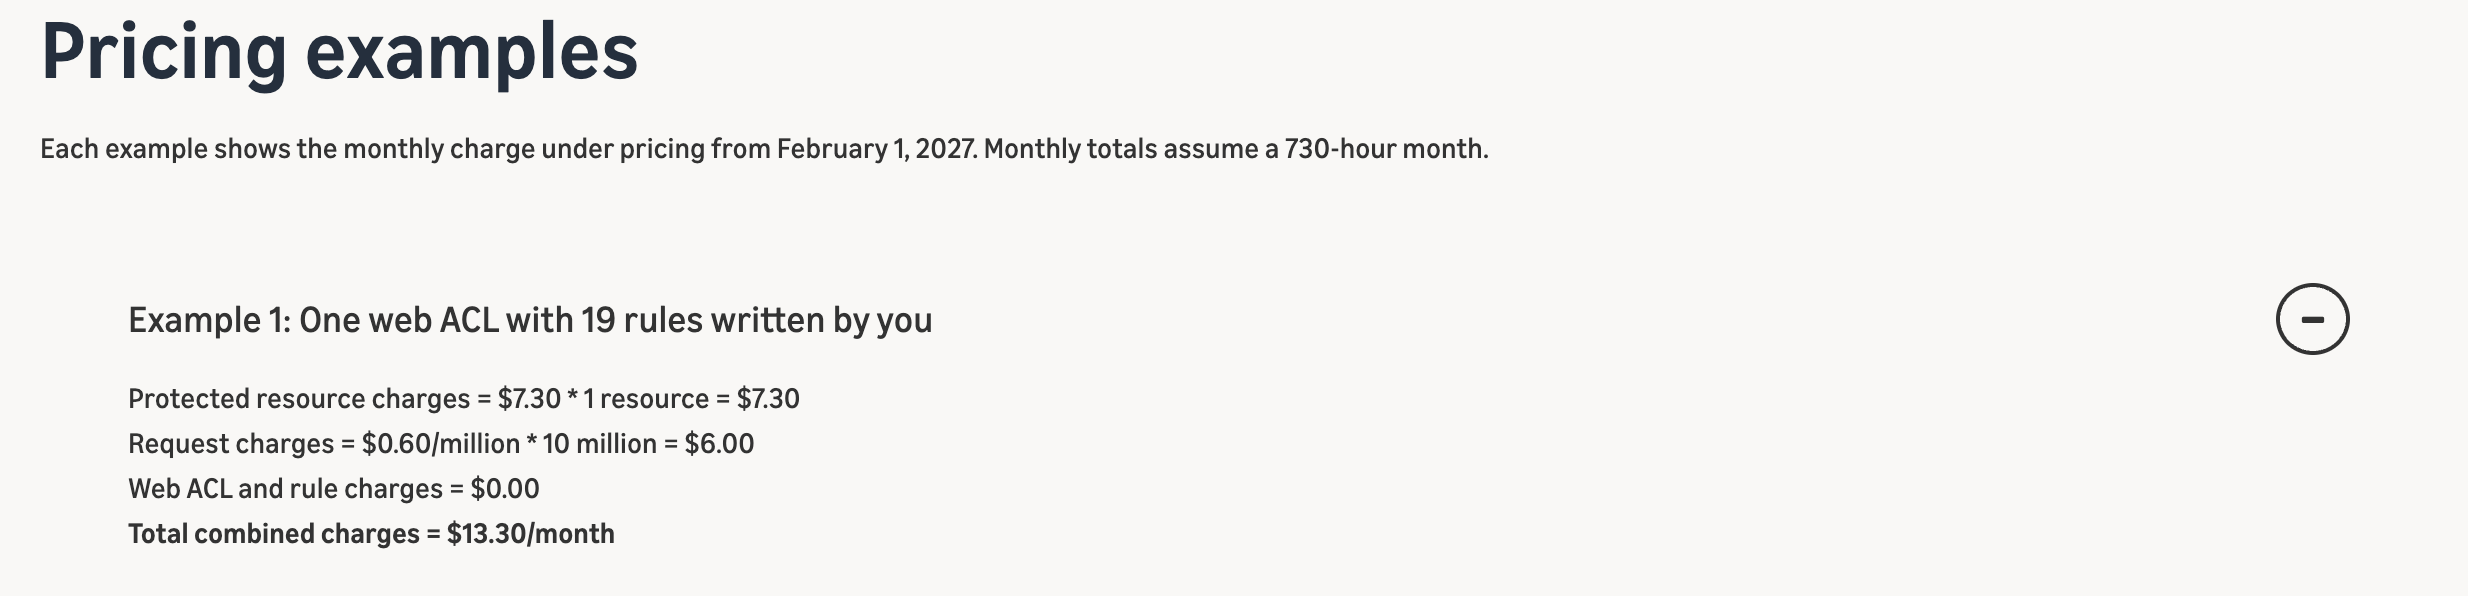 Pricing examples
Each example shows the monthly charge under pricing from February 1, 2027. Monthly totals assume a 730-hour month.
Example 1: One web ACL with 19 rules written by you
Protected resource charges = $7.30 * 1 resource = $7.30
Request charges = $0.60/million * 10 million = $6.00
Web ACL and rule charges = $0.00
Total combined charges = $13.30/month